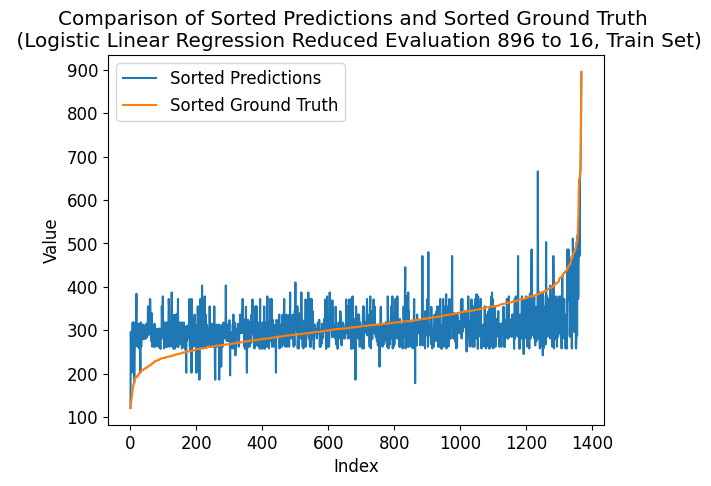 Comparison of Sorted Predictions and Sorted Ground Truth
(Logistic Linear Regression Reduced Evaluation 896 to 16, Train Set)
Sorted Predictions
Sorted Ground Truth
Value
900
800
700
600
500
400
300
200
100
0 200 400 600 800 1000 1200 1400
Index